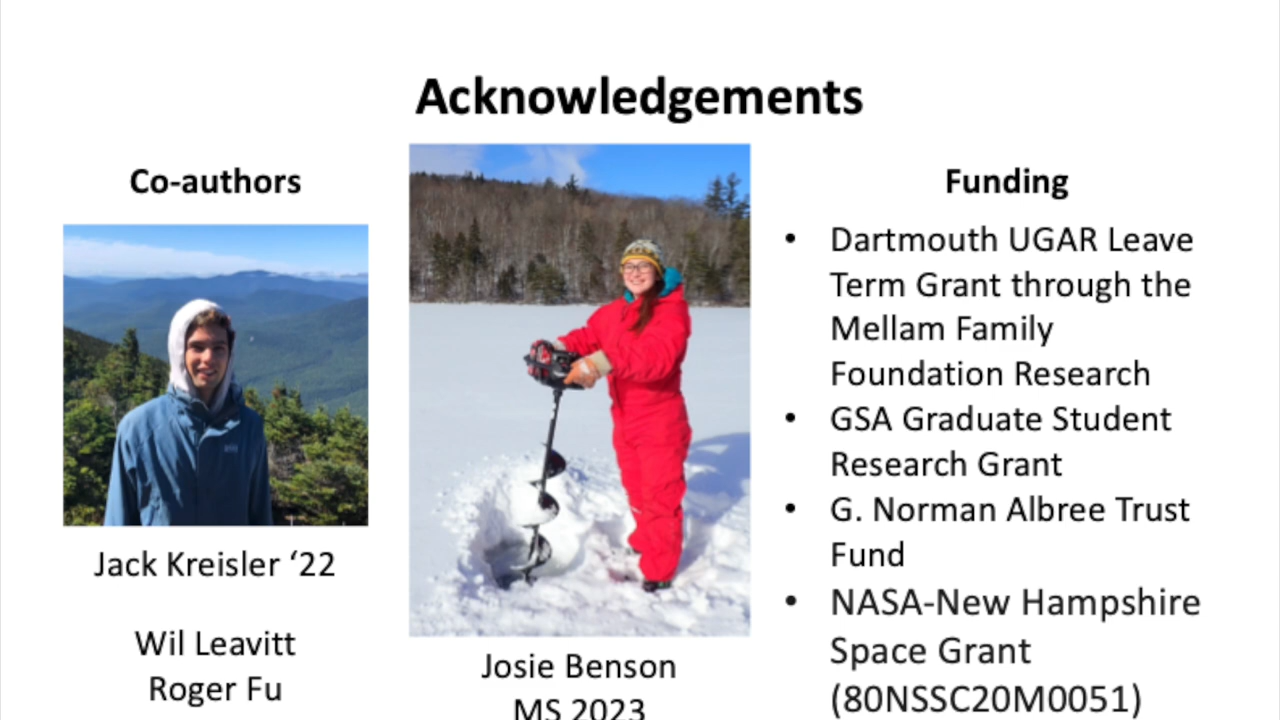 Acknowledgements
Co-authors
Jack Kreisler ‘22
Wil Leavitt
Roger Fu
Josie Benson
MS 2023
Funding
• Dartmouth UGAR Leave
Term Grant through the
Mellam Family
Foundation Research
• GSA Graduate Student
Research Grant
• G. Norman Albree Trust
Fund
• NASA-New Hampshire
Space Grant
(80NSSC20M0051)